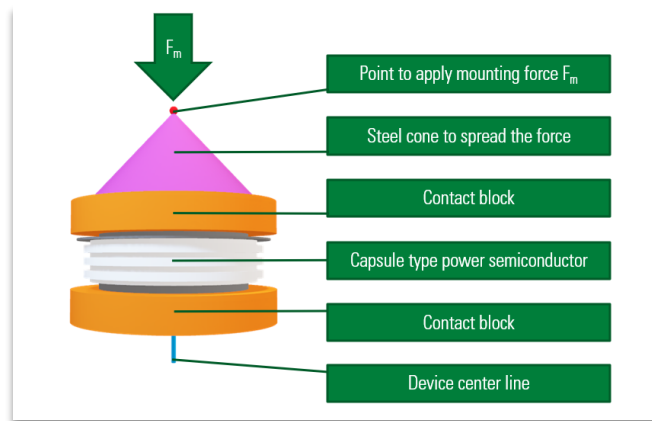 Fm
Point to apply mounting force Fm
Steel cone to spread the force
Contact block
Capsule type power semiconductor
Contact block
Device center line